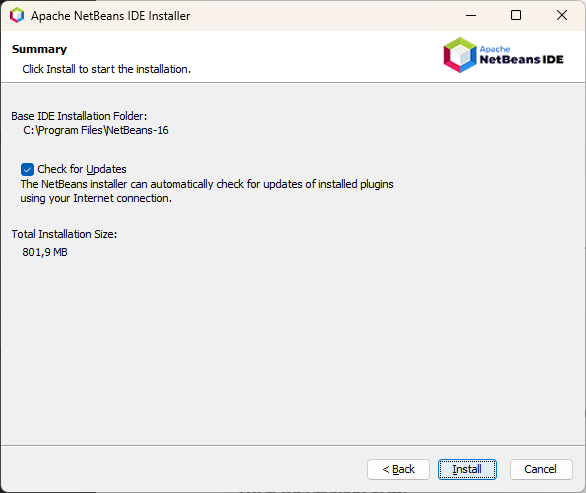 Apache NetBeans IDE Installer
Summary
Click Install to start the installation.
Apache
NetBeans IDE
Base IDE Installation Folder:
C:\Program Files\NetBeans-16
Check for Updates
The NetBeans installer can automatically check for updates of installed plugins
using your Internet connection.
Total Installation Size:
801,9 MB
< Back
Install
Cancel